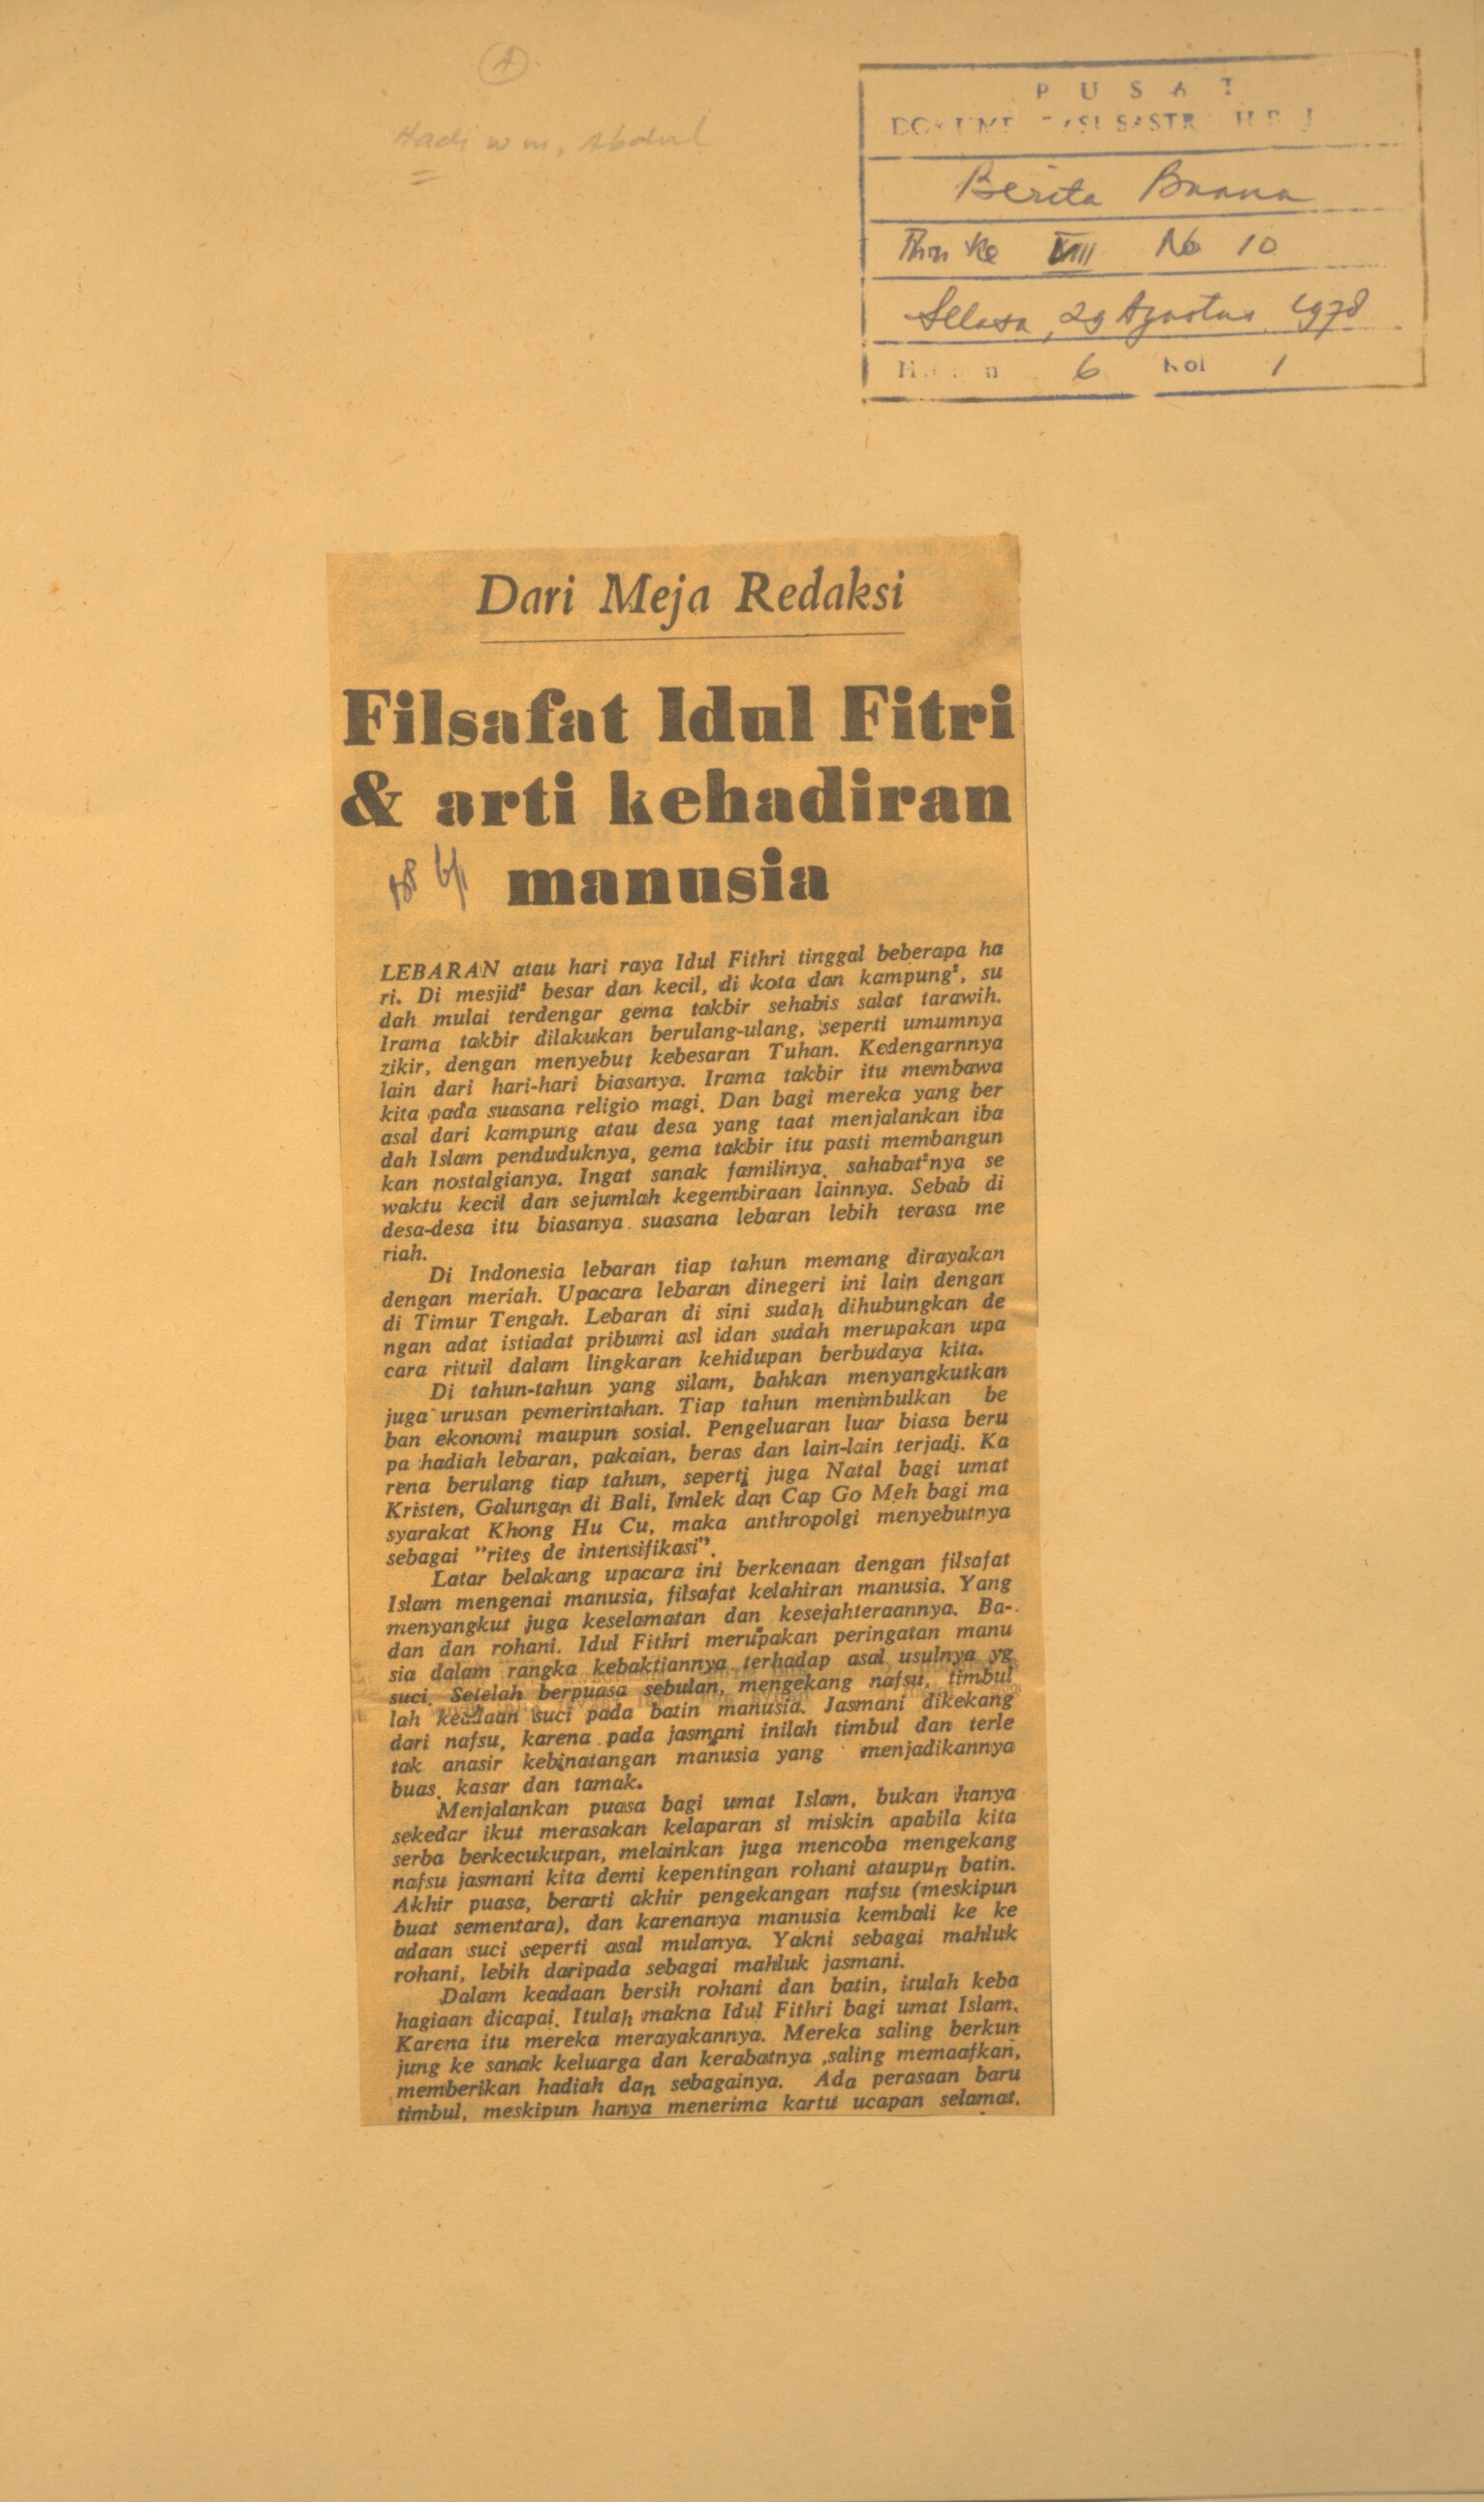 A
Hadi w m, Abdul
P U S A T
DOKUME TASI SASTR H.B.J
Berita Buana
Thn Ke VIII No 10
Selasa, 29 Agustus 1978
6 Kol 1
Dari Meja Redaksi
Filsafat Idul Fitri
& arti kehadiran
manusia
LEBARAN atau hari raya Idul Fithri tinggal beberapa ha
ri. Di mesjid² besar dan kecil, di kota dan kampung², su
dah mulai terdengar gema takbir sehabis salat tarawih.
Irama takbir dilakukan berulang-ulang, seperti umumnya
zikir, dengan menyebut kebesaran Tuhan. Kedengarnnya
lain dari hari-hari biasanya. Irama takbir itu membawa
kita pada suasana religio magi. Dan bagi mereka yang ber
asal dari kampung atau desa yang taat menjalankan iba
dah Islam penduduknya, gema takbir itu pasti membangun
kan nostalgianya. Ingat sanak familinya, sahabat²nya se
waktu kecil dan sejumlah kegembiraan lainnya. Sebab di
desa-desa itu biasanya suasana lebaran lebih terasa me
riah.
Di Indonesia lebaran tiap tahun memang dirayakan
dengan meriah. Upacara lebaran dinegeri ini lain dengan
di Timur Tengah. Lebaran di sini sudah dihubungkan de
ngan adat istiadat pribumi asl idan sudah merupakan upa
cara rituil dalam lingkaran kehidupan berbudaya kita.
Di tahun-tahun yang silam, bahkan menyangkutkan
juga urusan pemerintahan. Tiap tahun menimbulkan be
ban ekonomi maupun sosial. Pengeluaran luar biasa beru
pa hadiah lebaran, pakaian, beras dan lain-lain terjadi. Ka
rena berulang tiap tahun, seperti juga Natal bagi umat
Kristen, Galungan di Bali, Imlek dan Cap Go Meh bagi ma
syarakat Khong Hu Cu, maka anthropolgi menyebutnya
sebagai "rites de intensifikasi".
Latar belakang upacara ini berkenaan dengan filsafat
Islam mengenai manusia, filsafat kelahiran manusia. Yang
menyangkut juga keselamatan dan kesejahteraannya. Ba-
dan dan rohani. Idul Fithri merupakan peringatan manu
sia dalam rangka kebaktiannya terhadap asal usulnya yg
suci. Setelah berpuasa sebulan, mengekang nafsu, timbul
lah keadaan suci pada batin manusia. Jasmani dikekang
dari nafsu, karena pada jasmani inilah timbul dan terle
tak anasir kebinatangan manusia yang menjadikannya
buas, kasar dan tamak.
Menjalankan puasa bagi umat Islam, bukan hanya
sekedar ikut merasakan kelaparan si miskin apabila kita
serba berkecukupan, melainkan juga mencoba mengekang
nafsu jasmani kita demi kepentingan rohani ataupun batin.
Akhir puasa, berarti akhir pengekangan nafsu (meskipun
buat sementara), dan karenanya manusia kembali ke ke
adaan suci seperti asal mulanya. Yakni sebagai mahluk
rohani, lebih daripada sebagai mahluk jasmani.
Dalam keadaan bersih rohani dan batin, itulah keba
hagiaan dicapai. Itulah makna Idul Fithri bagi umat Islam.
Karena itu mereka merayakannya. Mereka saling berkun
jung ke sanak keluarga dan kerabatnya ,saling memaafkan,
memberikan hadiah dan sebagainya. Ada perasaan baru
timbul, meskipun hanya menerima kartu ucapan selamat.